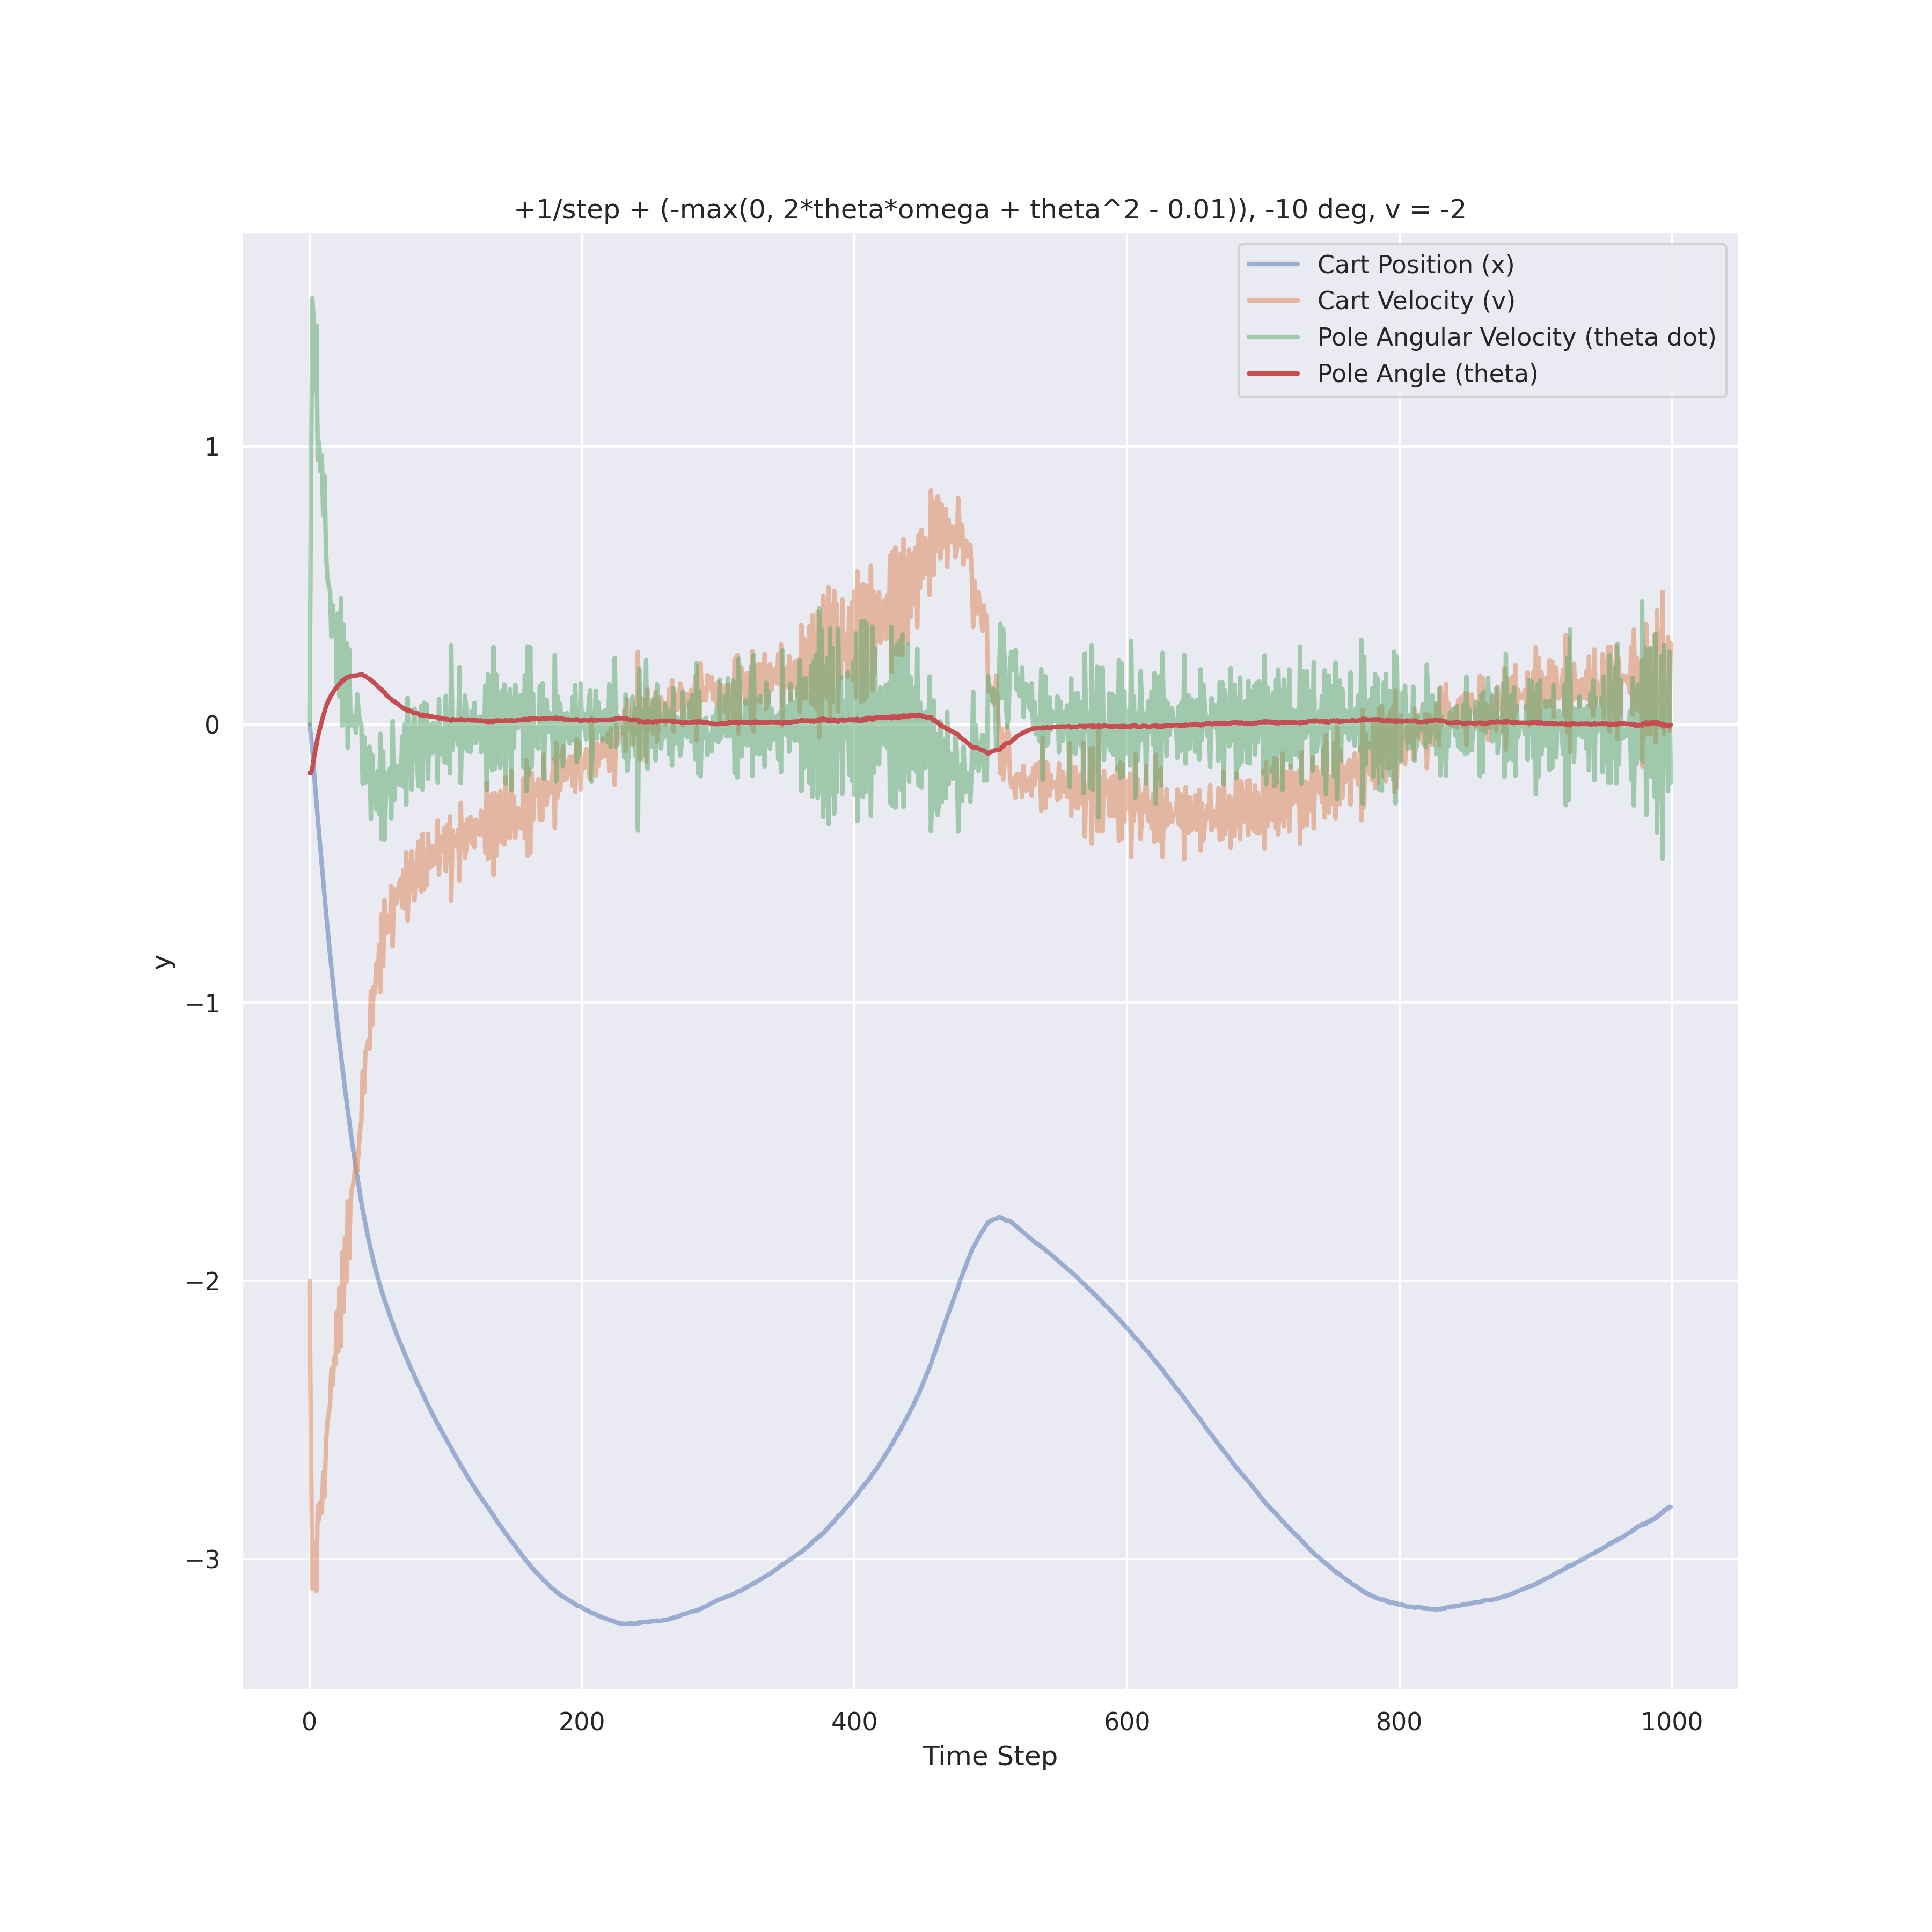 +1/step + (-max(0, 2*theta*omega + theta^2 - 0.01)), -10 deg, v = -2
Cart Position (x)
Cart Velocity (v)
Pole Angular Velocity (theta dot)
Pole Angle (theta)
1
0
−1
−2
−3
y
0 200 400 600 800 1000
Time Step